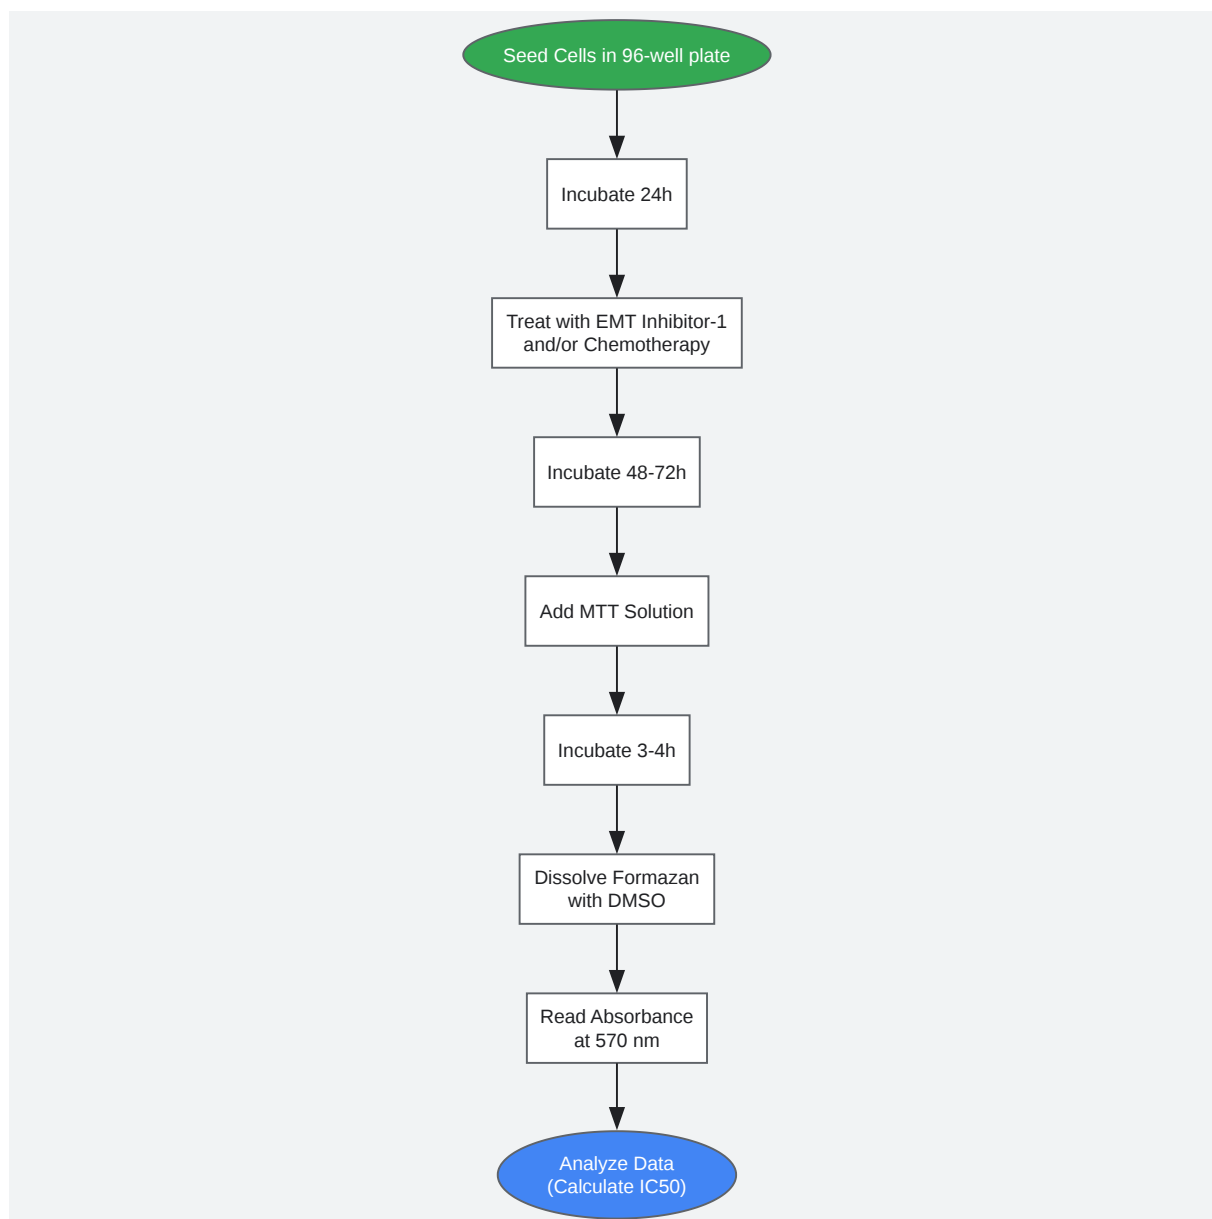 Seed Cells in 96-well plate
Incubate 24h
Treat with EMT Inhibitor-1
and/or Chemotherapy
Incubate 48-72h
Add MTT Solution
Incubate 3-4h
Dissolve Formazan
with DMSO
Read Absorbance
at 570 nm
Analyze Data
(Calculate IC50)